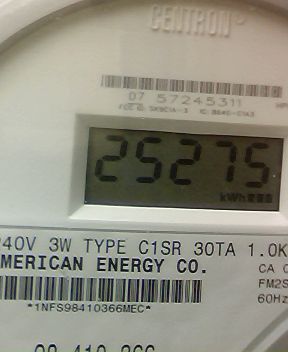 CENTRON
07 57245311
25275
kWh
240V 3W TYPE C1SR 30TA 1.0K
AMERICAN ENERGY CO.
CA
FM2S
60Hz
*1NFS98410366MEC*